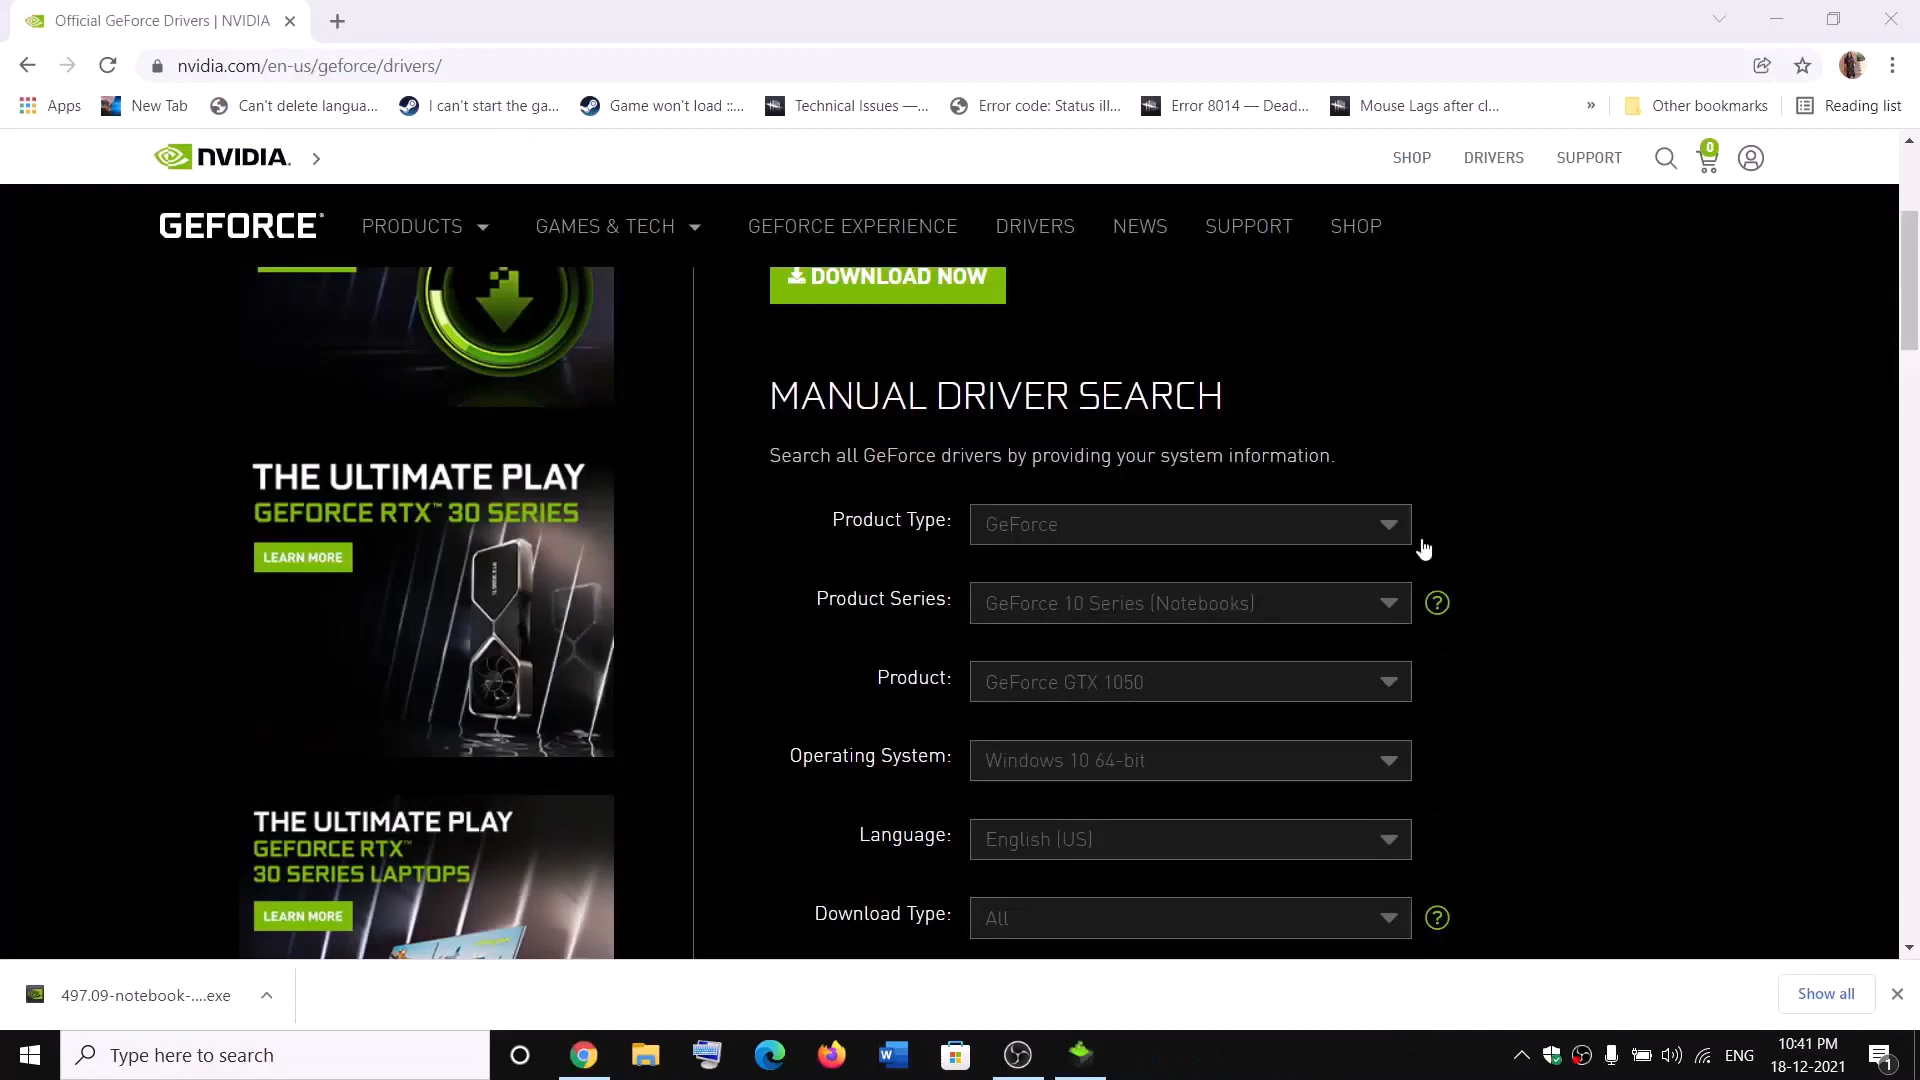 Official GeForce Drivers | NVIDIA
nvidia.com/en-us/geforce/drivers/
Apps
New Tab
Can't delete langua...
I can't start the ga...
Game won't load ::...
Technical Issues —...
Error code: Status ill...
Error 8014 — Dead...
Mouse Lags after cl...
»
Other bookmarks
Reading list
NVIDIA.
SHOP
DRIVERS
SUPPORT
0
GEFORCE
PRODUCTS
GAMES & TECH
GEFORCE EXPERIENCE
DRIVERS
NEWS
SUPPORT
SHOP
DOWNLOAD NOW
MANUAL DRIVER SEARCH
Search all GeForce drivers by providing your system information.
Product Type:
GeForce
Product Series:
GeForce 10 Series (Notebooks)
?
Product:
GeForce GTX 1050
Operating System:
Windows 10 64-bit
Language:
English (US)
Download Type:
All
?
THE ULTIMATE PLAY
GEFORCE RTX™ 30 SERIES
LEARN MORE
THE ULTIMATE PLAY
GEFORCE RTX™
30 SERIES LAPTOPS
LEARN MORE
497.09-notebook-....exe
Show all
Type here to search
ENG
10:41 PM
18-12-2021
1